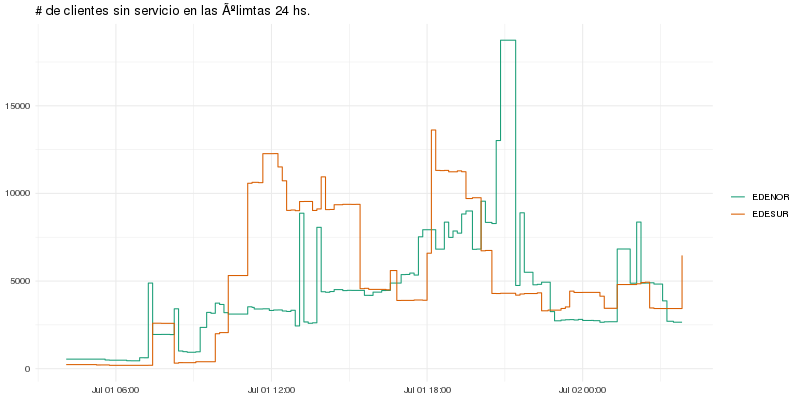 # de clientes sin servicio en las Ãºlimtas 24 hs.
15000
10000
5000
0
EDENOR
EDESUR
Jul 01 06:00
Jul 01 12:00
Jul 01 18:00
Jul 02 00:00